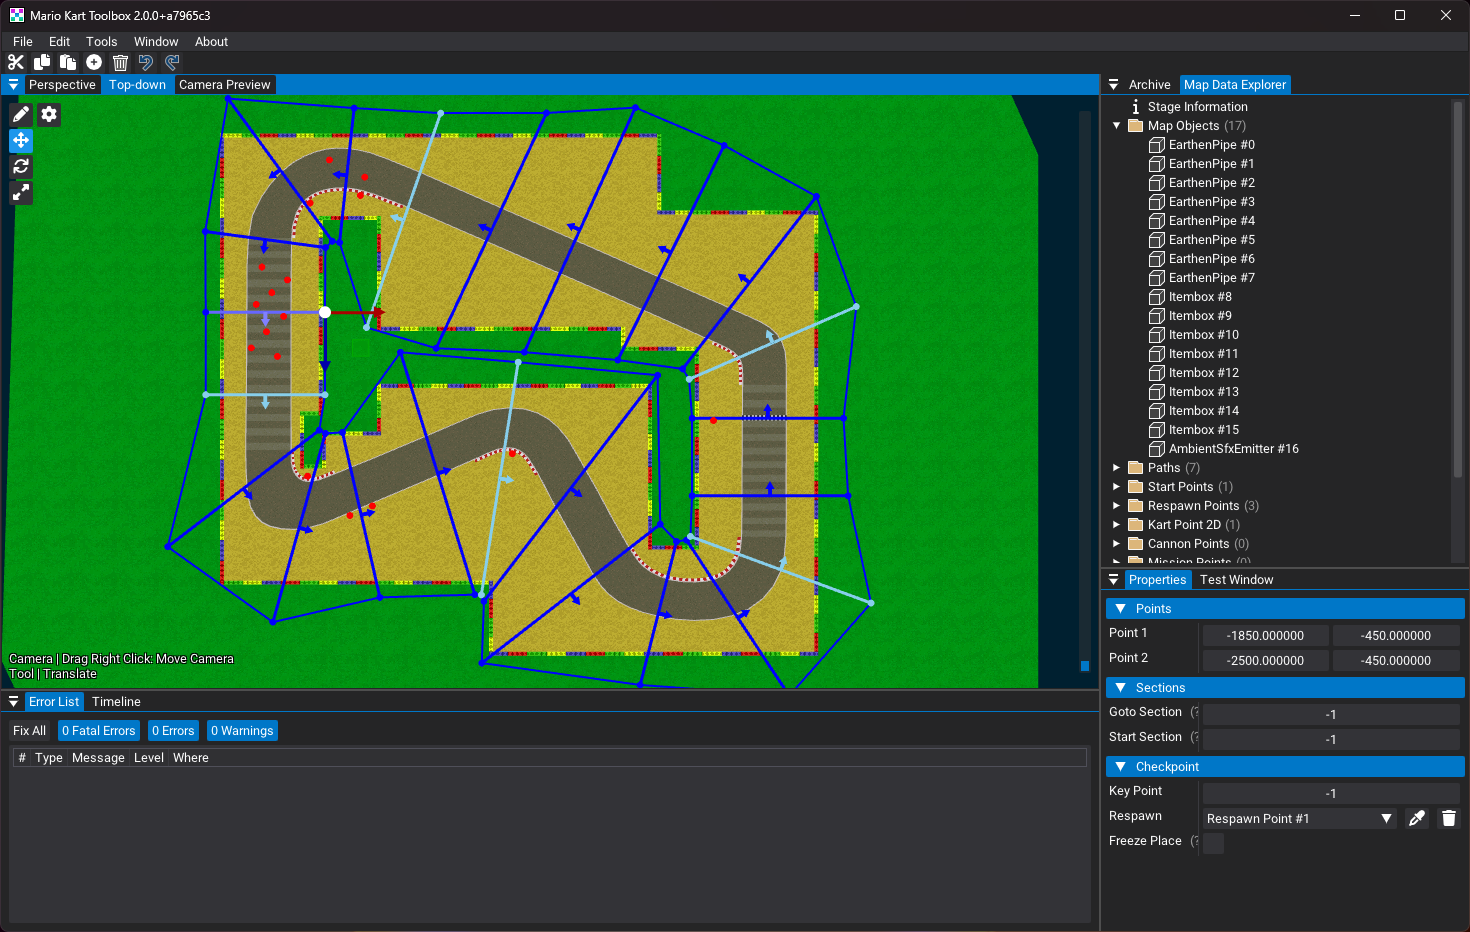 Mario Kart Toolbox 2.0.0+a7965c3
File Edit Tools Window About
Perspective Top-down Camera Preview
Camera | Drag Right Click: Move Camera
Tool | Translate
Error List Timeline
Fix All 0 Fatal Errors 0 Errors 0 Warnings
# Type Message Level Where
Archive Map Data Explorer
Stage Information
Map Objects (17)
EarthenPipe #0
EarthenPipe #1
EarthenPipe #2
EarthenPipe #3
EarthenPipe #4
EarthenPipe #5
EarthenPipe #6
EarthenPipe #7
Itembox #8
Itembox #9
Itembox #10
Itembox #11
Itembox #12
Itembox #13
Itembox #14
Itembox #15
AmbientSfxEmitter #16
Paths (7)
Start Points (1)
Respawn Points (3)
Kart Point 2D (1)
Cannon Points (0)
Mission Points (0)
Properties Test Window
Points
Point 1 -1850.000000 -450.000000
Point 2 -2500.000000 -450.000000
Sections
Goto Section (? -1
Start Section (? -1
Checkpoint
Key Point -1
Respawn Respawn Point #1
Freeze Place (?